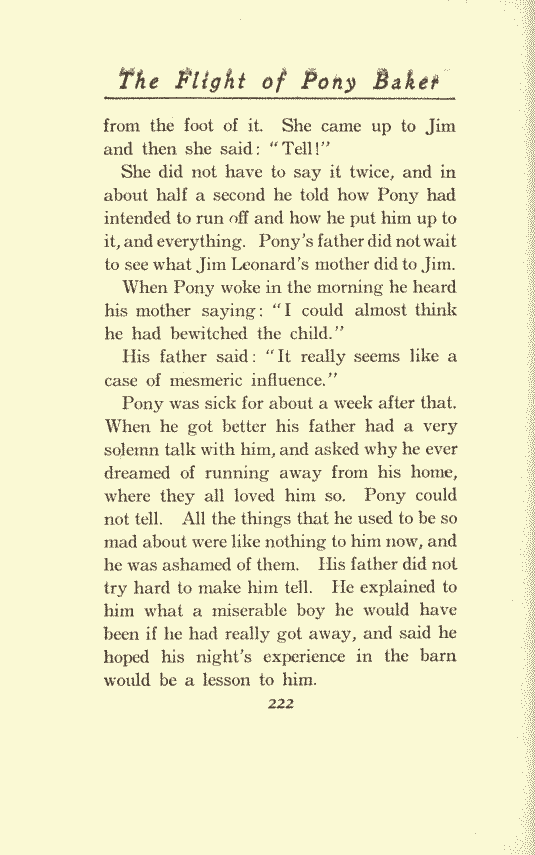 The Flight of Pony Baker
from the foot of it. She came up to Jim
and then she said: "Tell!"
She did not have to say it twice, and in
about half a second he told how Pony had
intended to run off and how he put him up to
it, and everything. Pony's father did not wait
to see what Jim Leonard's mother did to Jim.
When Pony woke in the morning he heard
his mother saying: "I could almost think
he had bewitched the child."
His father said: "It really seems like a
case of mesmeric influence."
Pony was sick for about a week after that.
When he got better his father had a very
solemn talk with him, and asked why he ever
dreamed of running away from his home,
where they all loved him so. Pony could
not tell. All the things that he used to be so
mad about were like nothing to him now, and
he was ashamed of them. His father did not
try hard to make him tell. He explained to
him what a miserable boy he would have
been if he had really got away, and said he
hoped his night's experience in the barn
would be a lesson to him.
222